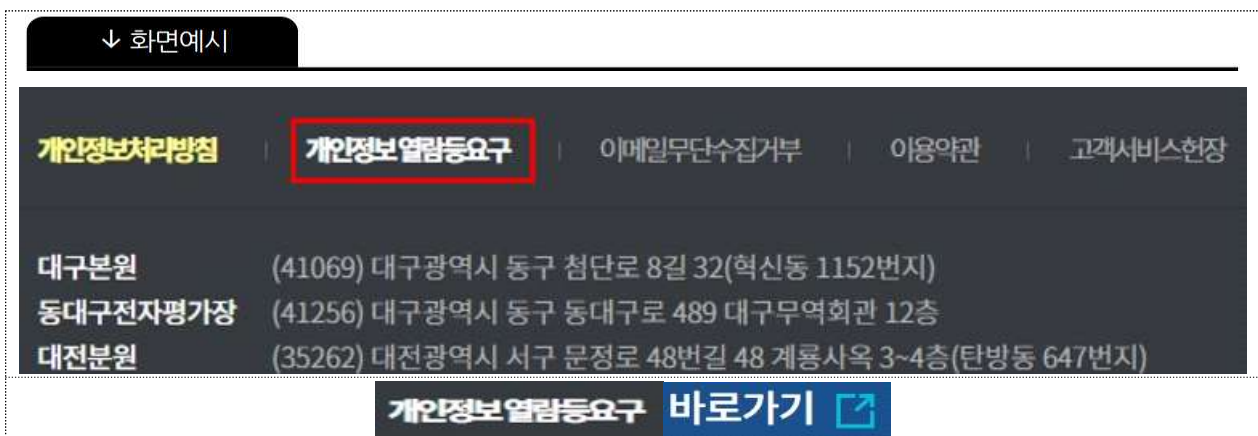 ↓ 화면예시
개인정보처리방침 | 개인정보 열람등요구 | 이메일무단수집거부 | 이용약관 | 고객서비스헌장
대구본원 (41069) 대구광역시 동구 첨단로 8길 32(혁신동 1152번지)
동대구전자평가장 (41256) 대구광역시 동구 동대구로 489 대구무역회관 12층
대전분원 (35262) 대전광역시 서구 문정로 48번길 48 계룡사옥 3~4층(탄방동 647번지)
개인정보 열람등요구 바로가기